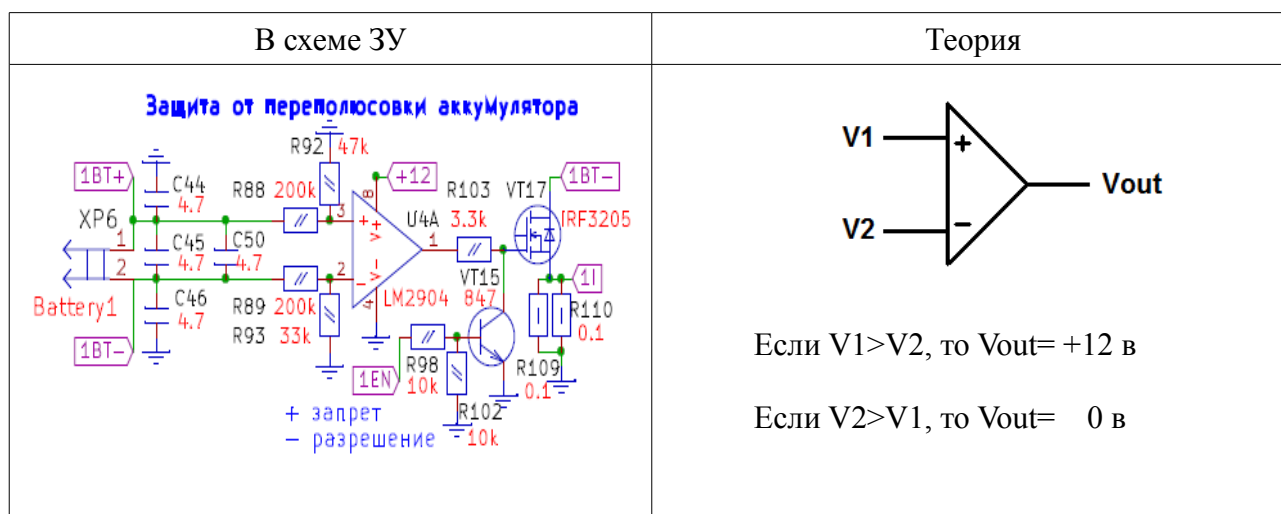 В схеме ЗУ
Теория
Защита от переполюсовки аккумулятора
R92 47k
1BT+
C44
4.7
R88
200k
+12
R103
3.3k
VT17
1BT-
IRF3205
XP6
1
2
C45
4.7
C50
4.7
3
+
8
V+
U4A
1
2
-
V-
4
LM2904
VT15
847
1I
R110
0.1
Battery1
C46
4.7
R89
200k
R93
33k
1BT-
1EN
R98
10k
R102
10k
R109
0.1
+ запрет
- разрешение
V1
+
Vout
V2
-
Если V1>V2, то Vout= +12 в
Если V2>V1, то Vout= 0 в